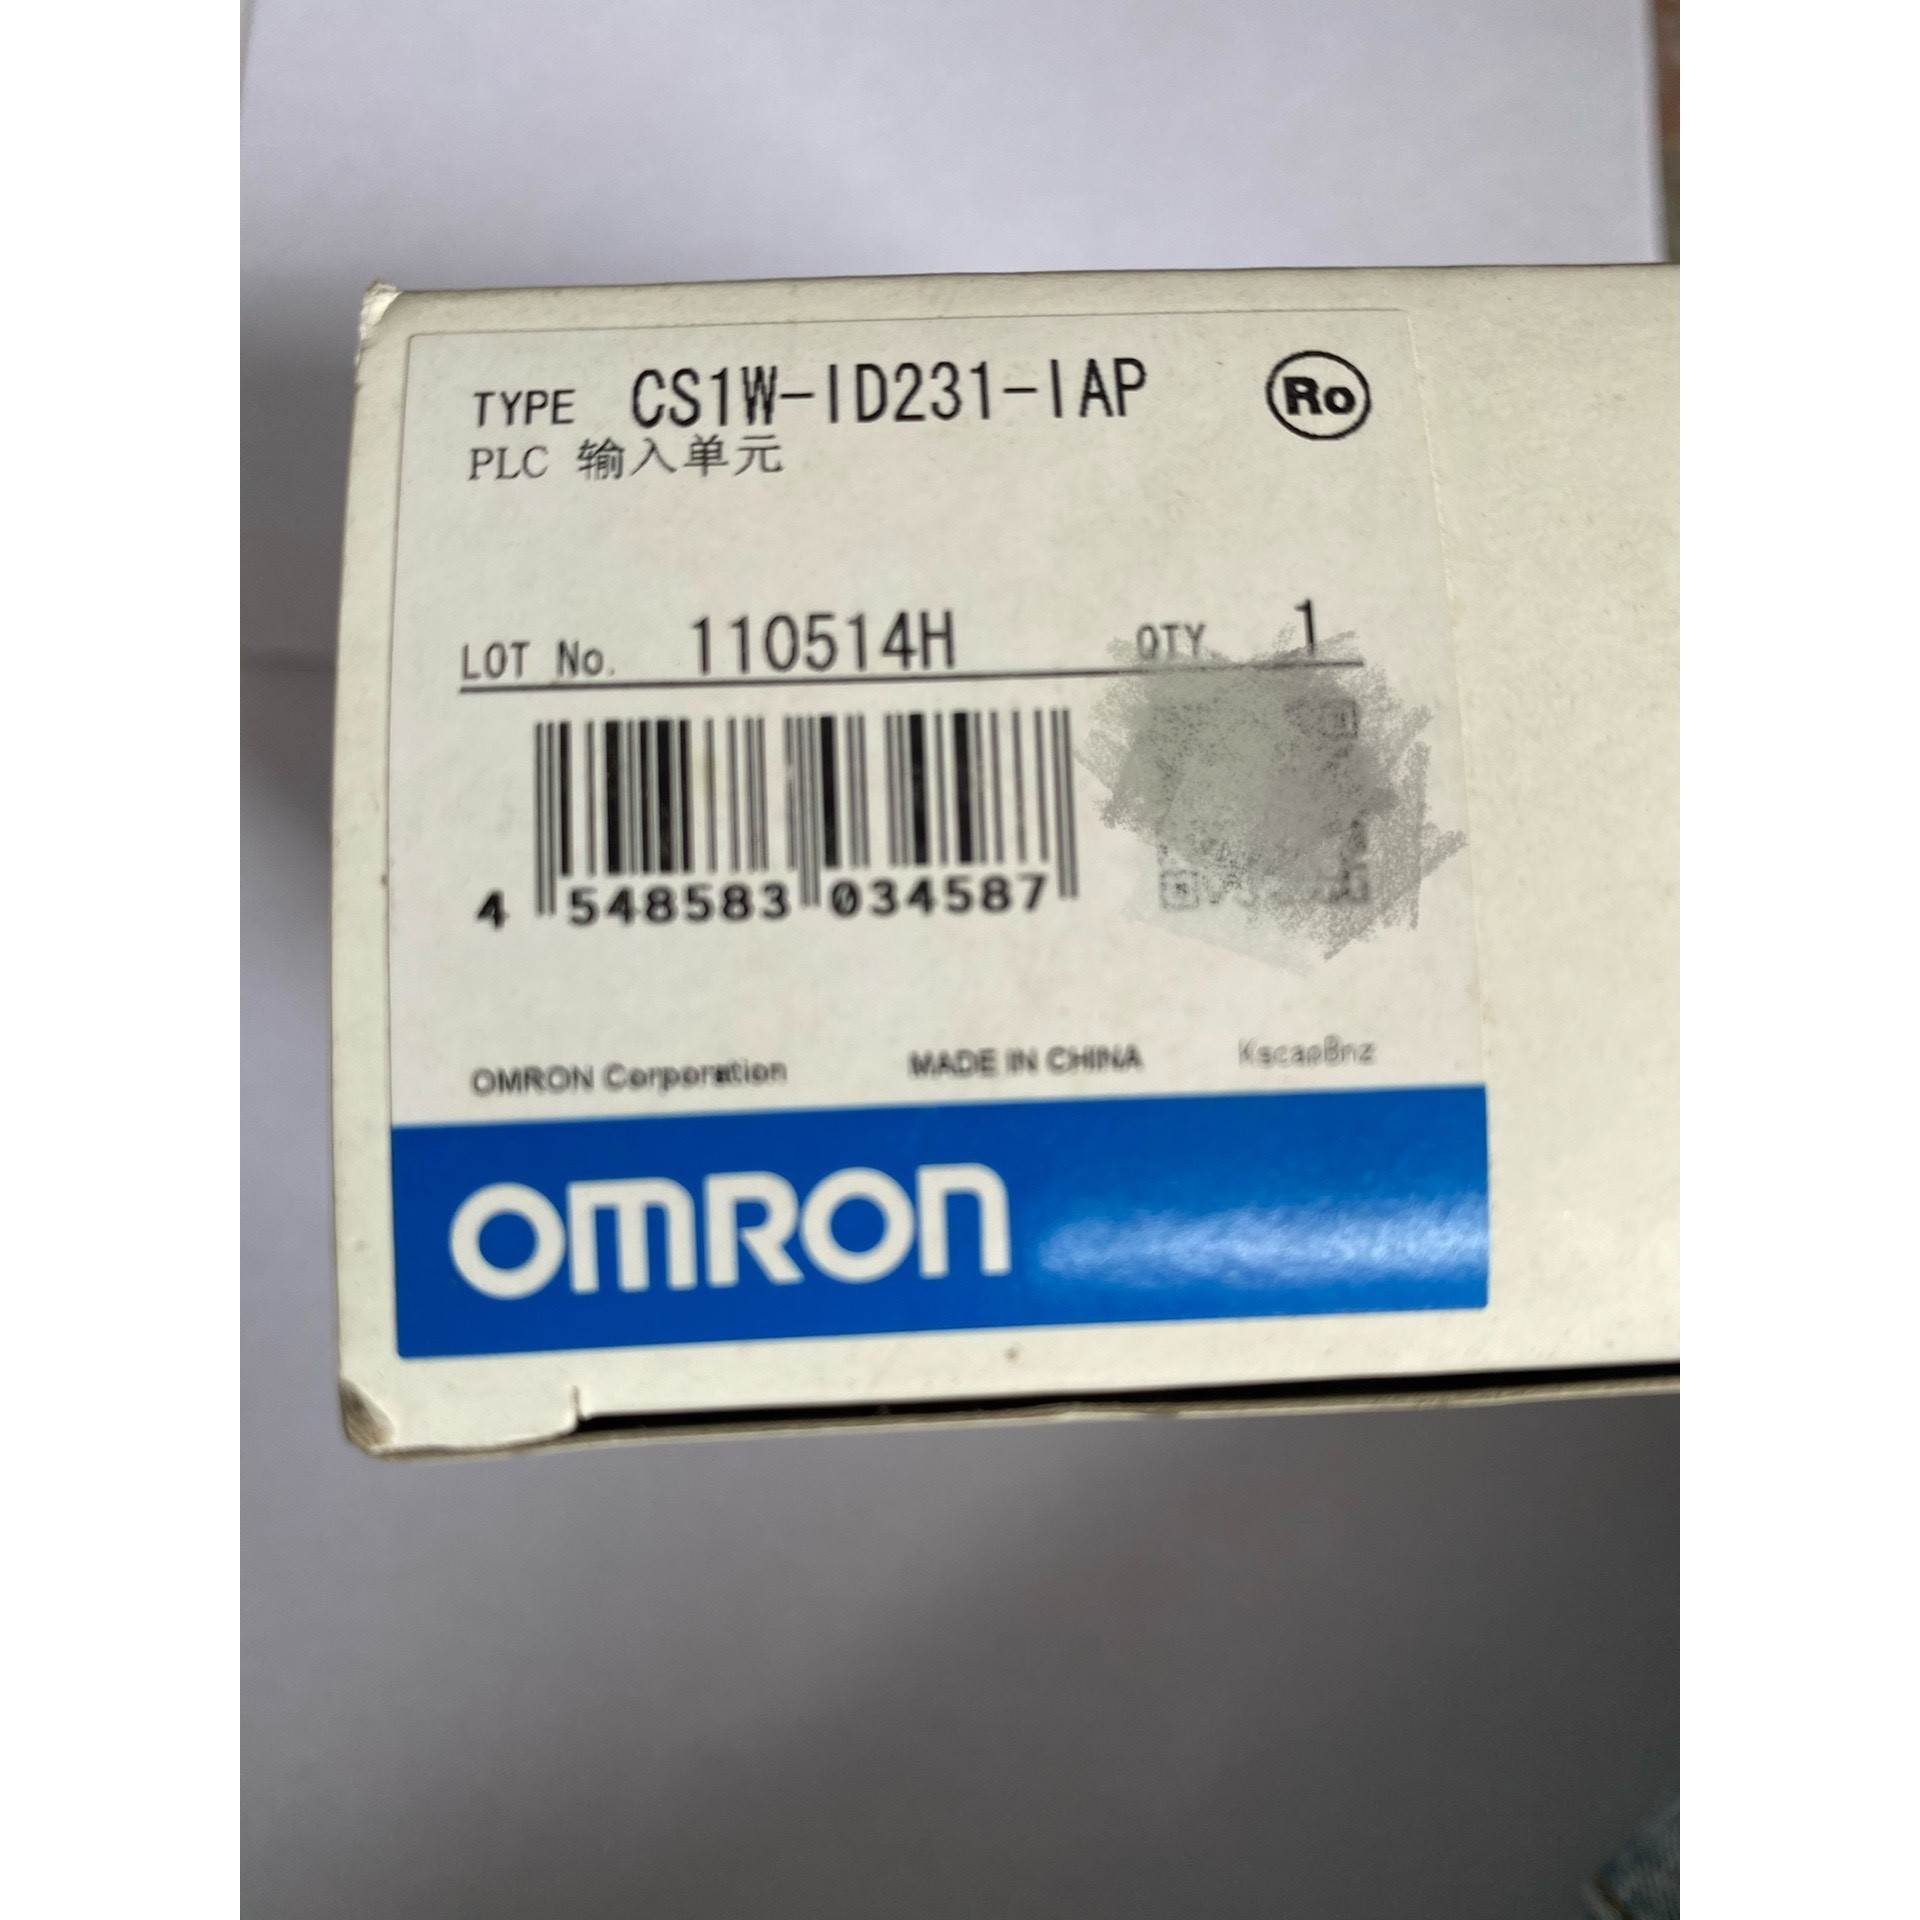 TYPE CS1W-ID231-IAP Ro
PLC 输入单元
LOT No. 110514H QTY. 1
4 548583 034587
OMRON Corporation MADE IN CHINA
OMRON